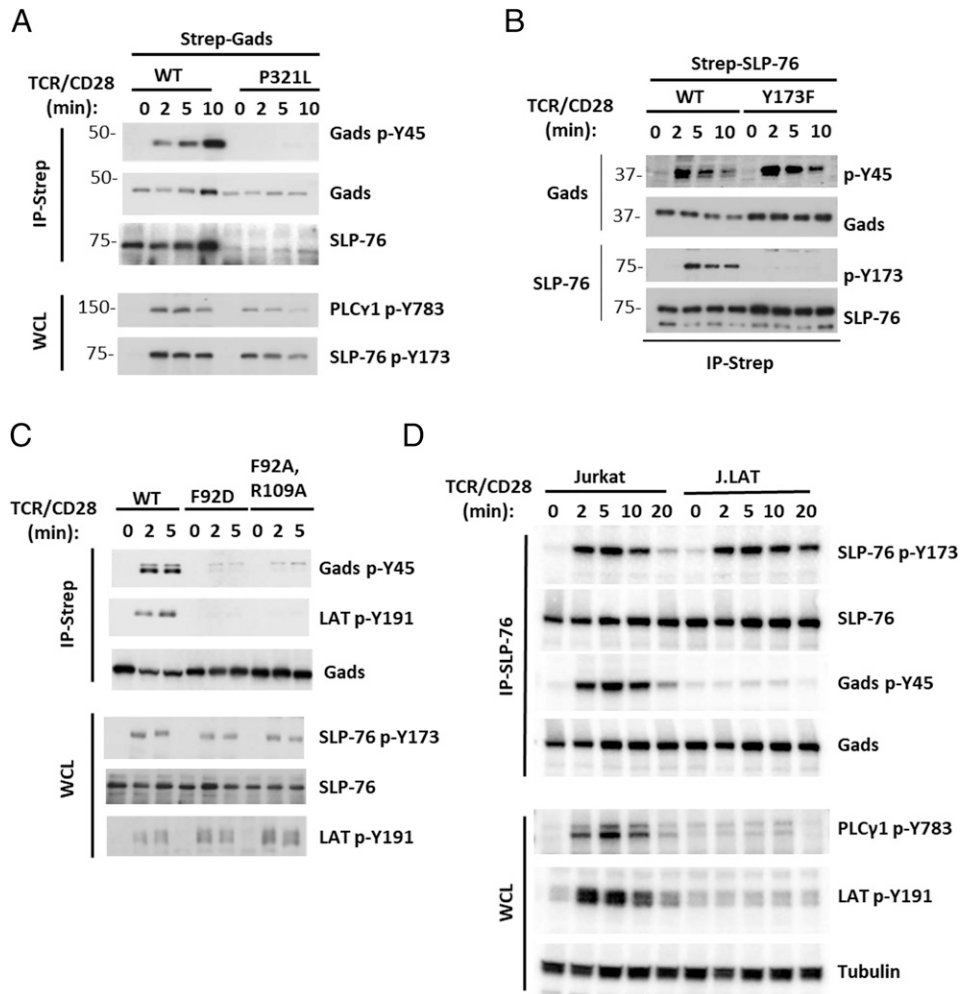 A
Strep-Gads
TCR/CD28
(min):
WT
P321L
0 2 5 10 0 2 5 10
IP-Strep
50-
Gads p-Y45
50-
Gads
75-
SLP-76
WCL
150-
PLCγ1 p-Y783
75-
SLP-76 p-Y173
B
Strep-SLP-76
TCR/CD28
(min):
WT
Y173F
0 2 5 10 0 2 5 10
Gads
37-
p-Y45
37-
Gads
SLP-76
75-
p-Y173
75-
SLP-76
IP-Strep
C
TCR/CD28
(min):
WT
F92D
F92A,
R109A
0 2 5 0 2 5 0 2 5
IP-Strep
Gads p-Y45
LAT p-Y191
Gads
WCL
SLP-76 p-Y173
SLP-76
LAT p-Y191
D
TCR/CD28
(min):
Jurkat
J.LAT
0 2 5 10 20 0 2 5 10 20
IP-SLP-76
SLP-76 p-Y173
SLP-76
Gads p-Y45
Gads
WCL
PLCγ1 p-Y783
LAT p-Y191
Tubulin